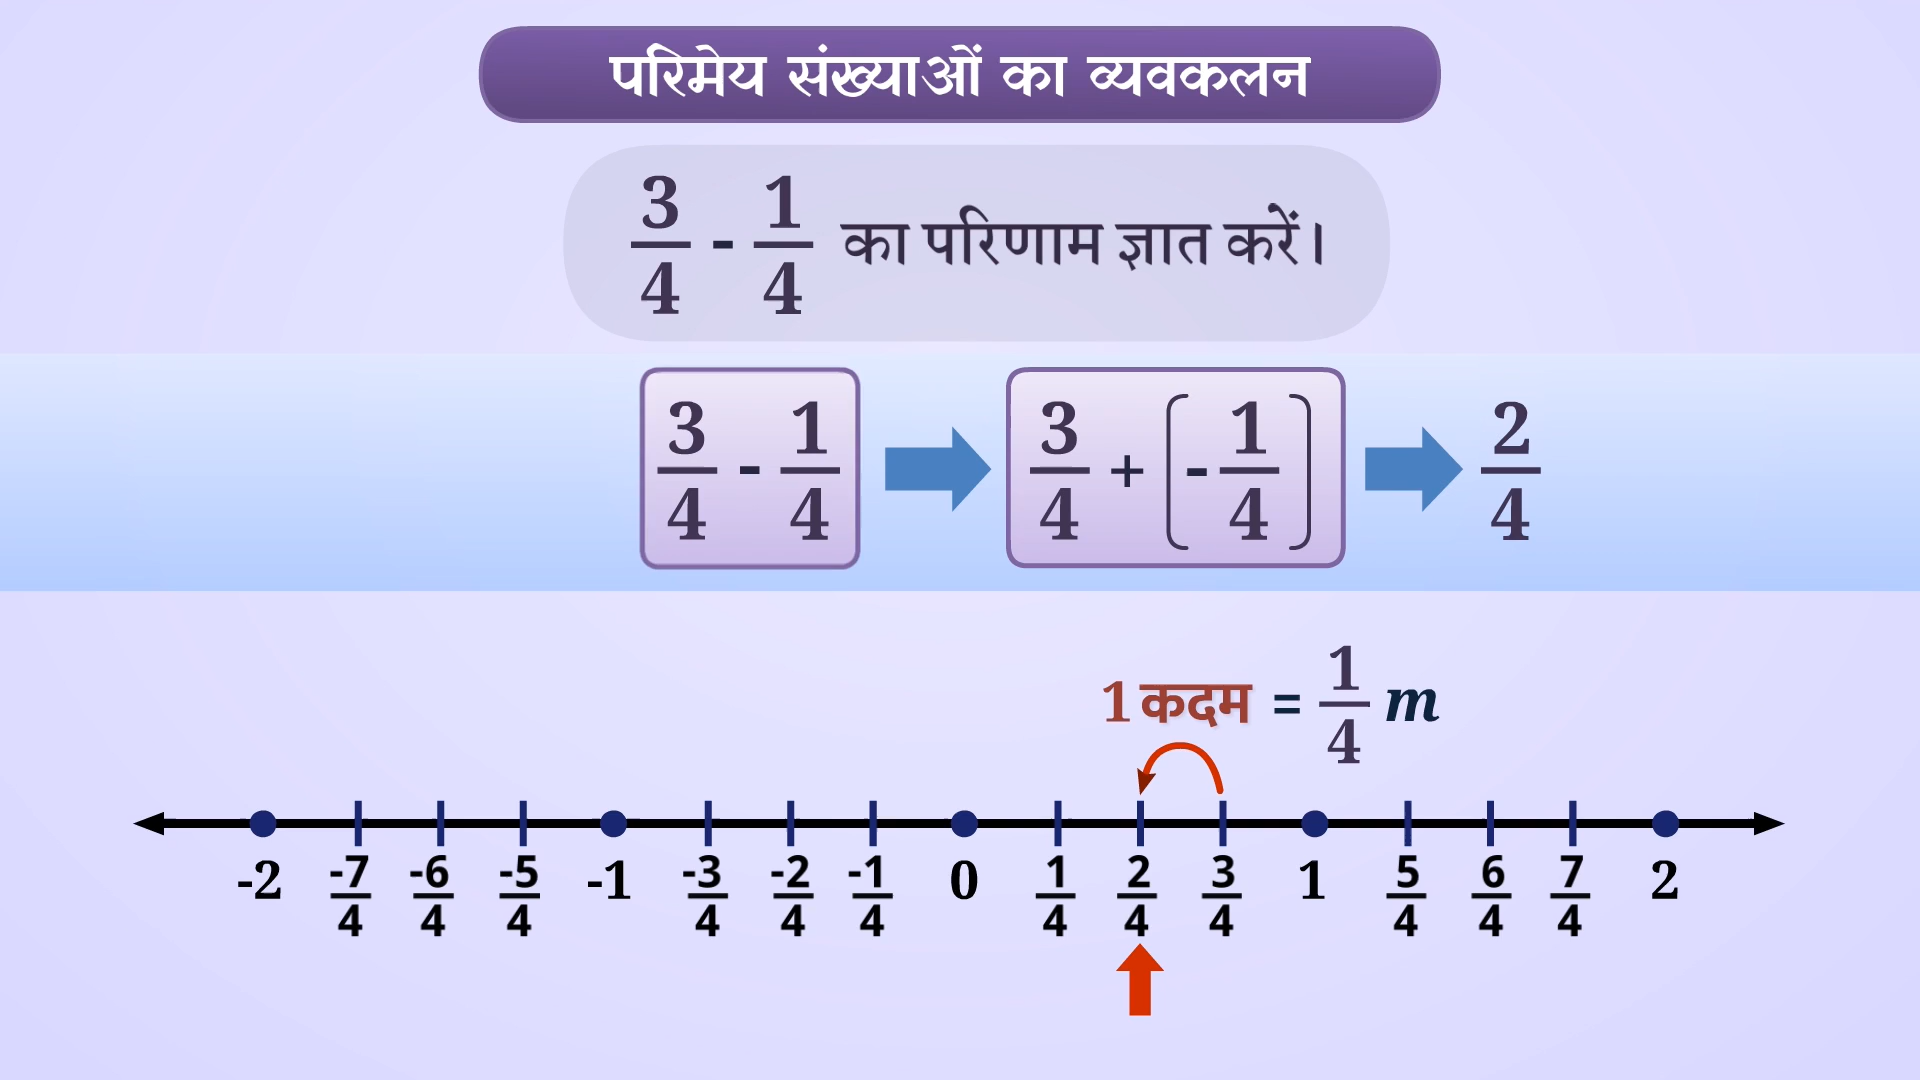 परिमेय संख्याओं का व्यवकलन
3/4 - 1/4 का परिणाम ज्ञात करें।
3/4 - 1/4 3/4 + (-1/4) 2/4
1 कदम = 1/4 m
-2 -7/4 -6/4 -5/4 -1 -3/4 -2/4 -1/4 0 1/4 2/4 3/4 1 5/4 6/4 7/4 2